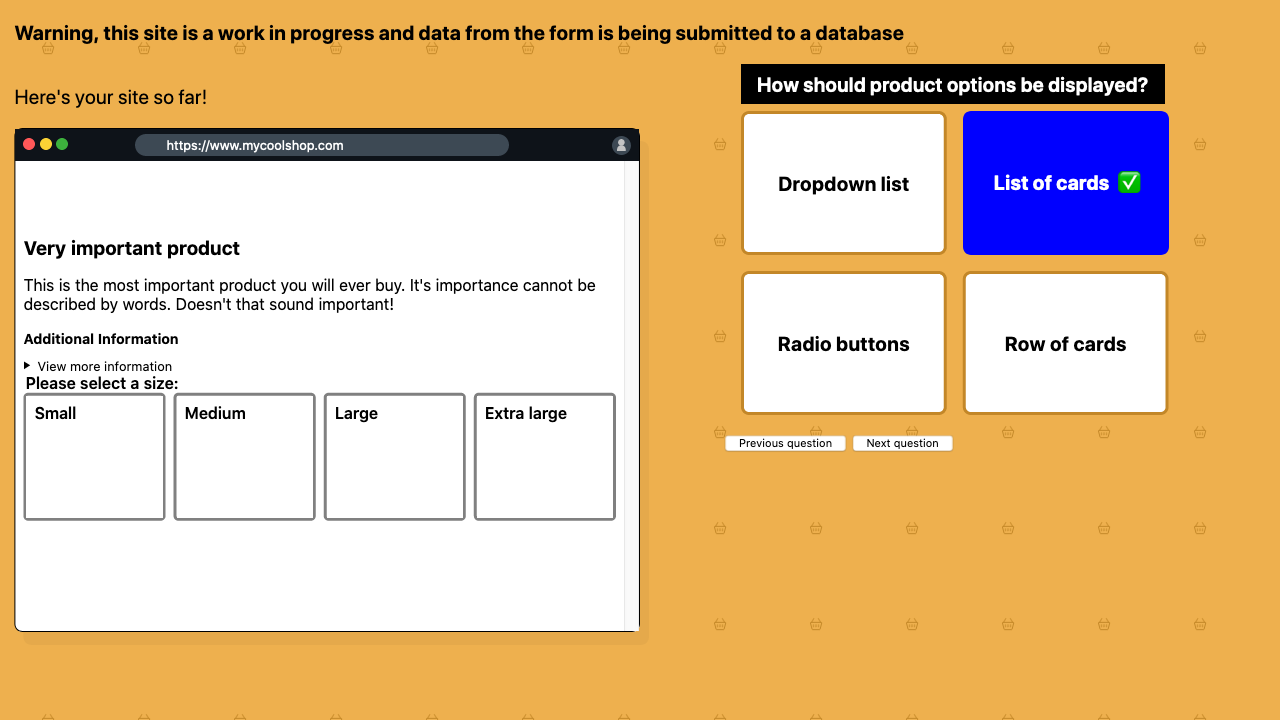 Warning, this site is a work in progress and data from the form is being submitted to a database
Here's your site so far!
https://www.mycoolshop.com
Very important product
This is the most important product you will ever buy. It's importance cannot be
described by words. Doesn't that sound important!
Additional Information
View more information
Please select a size:
Small
Medium
Large
Extra large
How should product options be displayed?
Dropdown list
List of cards ✅
Radio buttons
Row of cards
Previous question
Next question